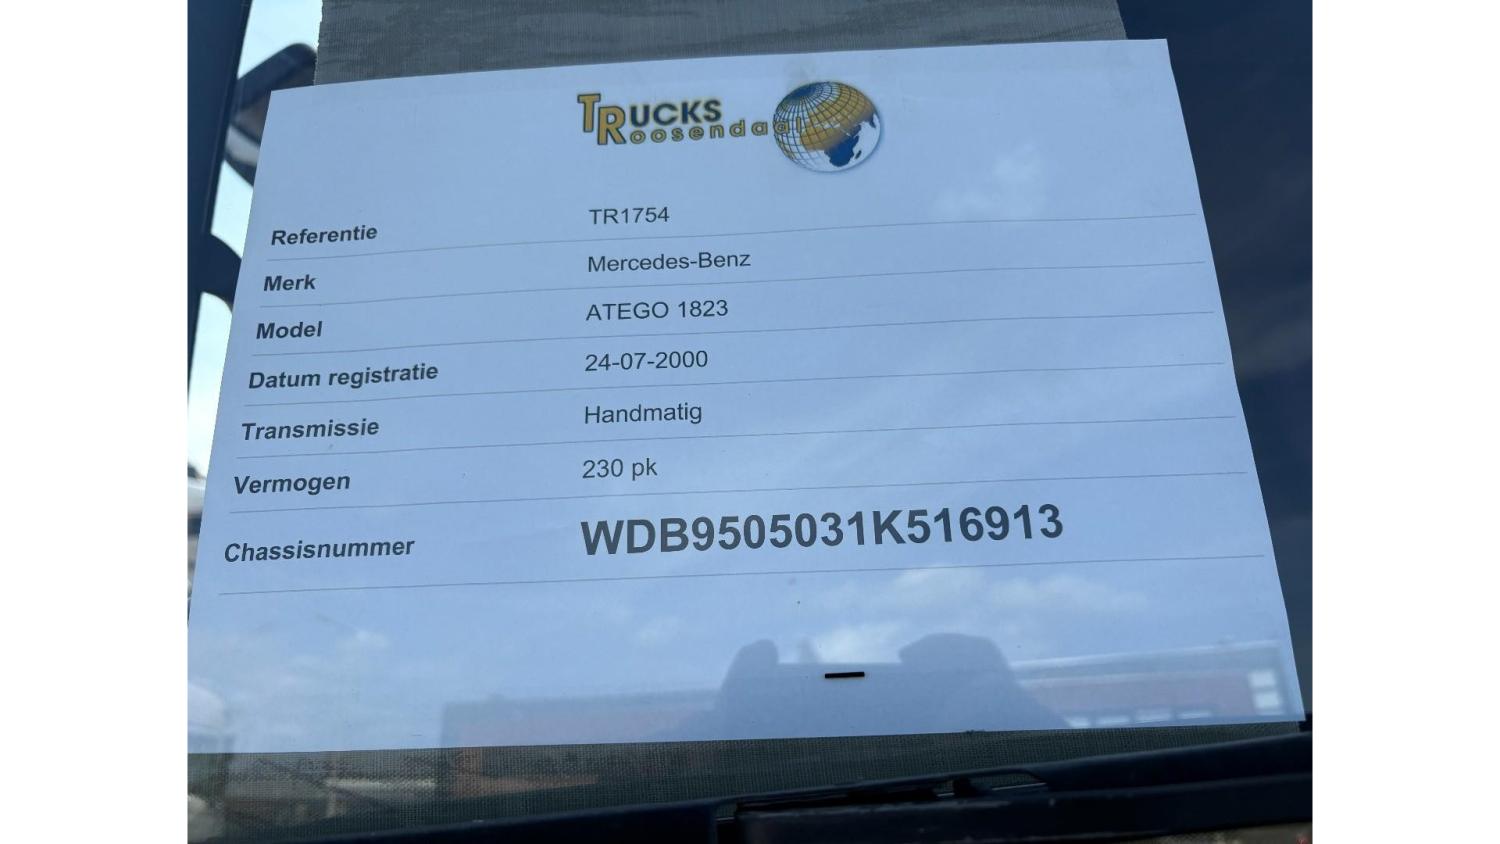 TRUCKS
Roosendaal
Referentie TR1754
Merk Mercedes-Benz
Model ATEGO 1823
Datum registratie 24-07-2000
Transmissie Handmatig
Vermogen 230 pk
Chassisnummer WDB9505031K516913